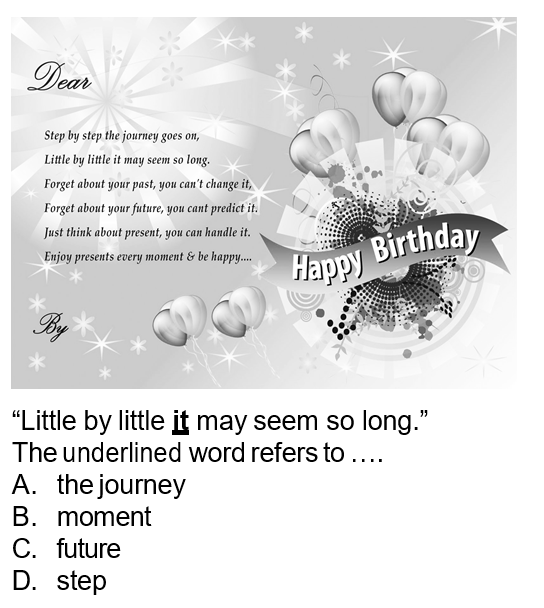 Dear
Step by step the journey goes on,
Little by little it may seem so long.
Forget about your past, you can't change it,
Forget about your future, you cant predict it.
Just think about present, you can handle it.
Enjoy presents every moment & be happy....
By
Happy Birthday
“Little by little it may seem so long.”
The underlined word refers to ….
A. the journey
B. moment
C. future
D. step